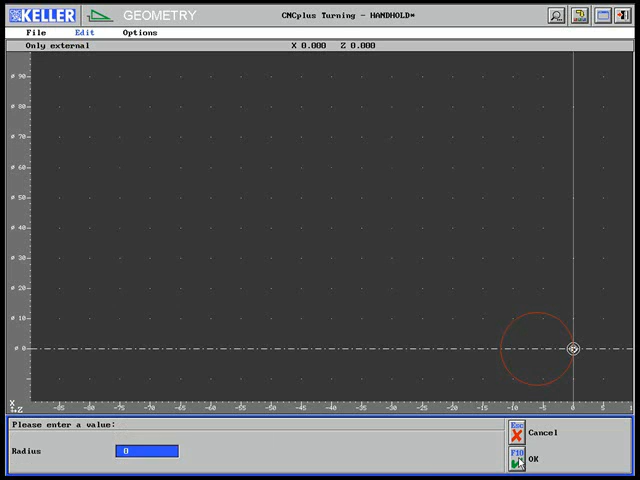 KELLER GEOMETRY CNCplus Turning - HANDHOLD*
File Edit Options
Only external X 0.000 Z 0.000
ø 90
ø 80
ø 70
ø 60
ø 50
ø 40
ø 30
ø 20
ø 10
ø 0
X
Z -85 -80 -75 -70 -65 -60 -55 -50 -45 -40 -35 -30 -25 -20 -15 -10 -5 0 5
Please enter a value:
Esc Cancel
Radius 0
F10 OK